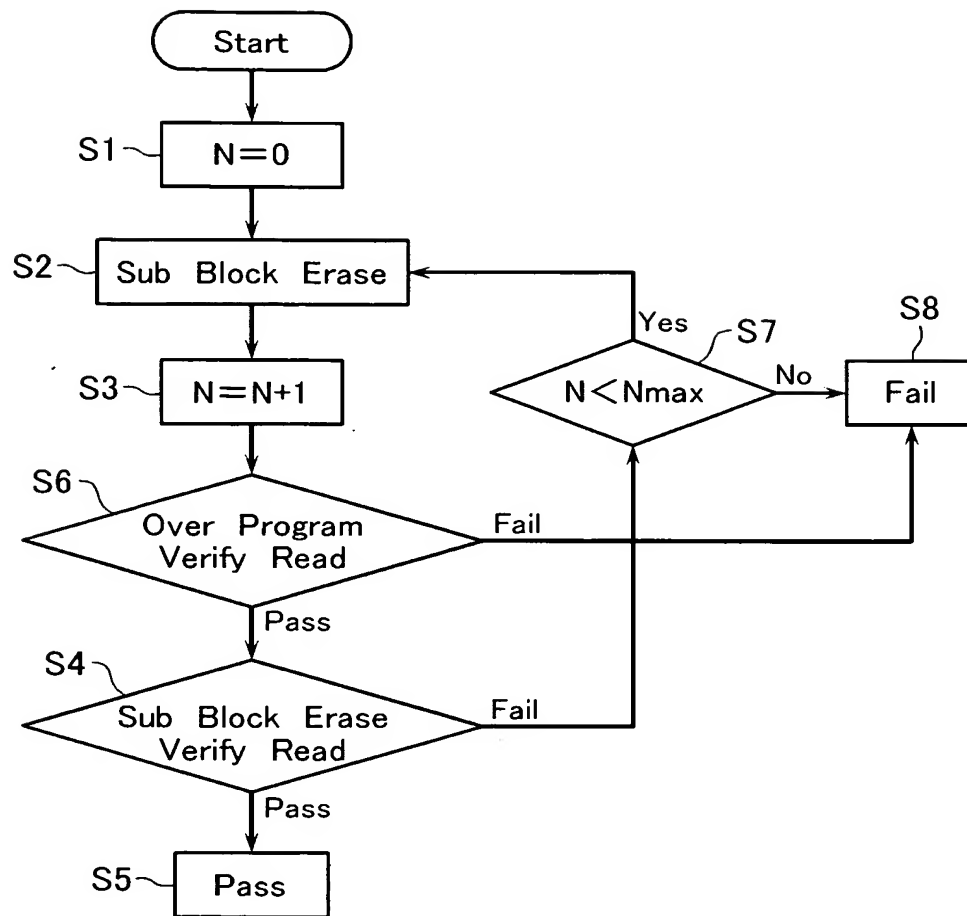 Start
S1
N=0
S2
Sub Block Erase
S3
N=N+1
Yes
S7
N<Nmax
No
S8
Fail
S6
Over Program
Verify Read
Fail
Pass
S4
Sub Block Erase
Verify Read
Fail
Pass
S5
Pass